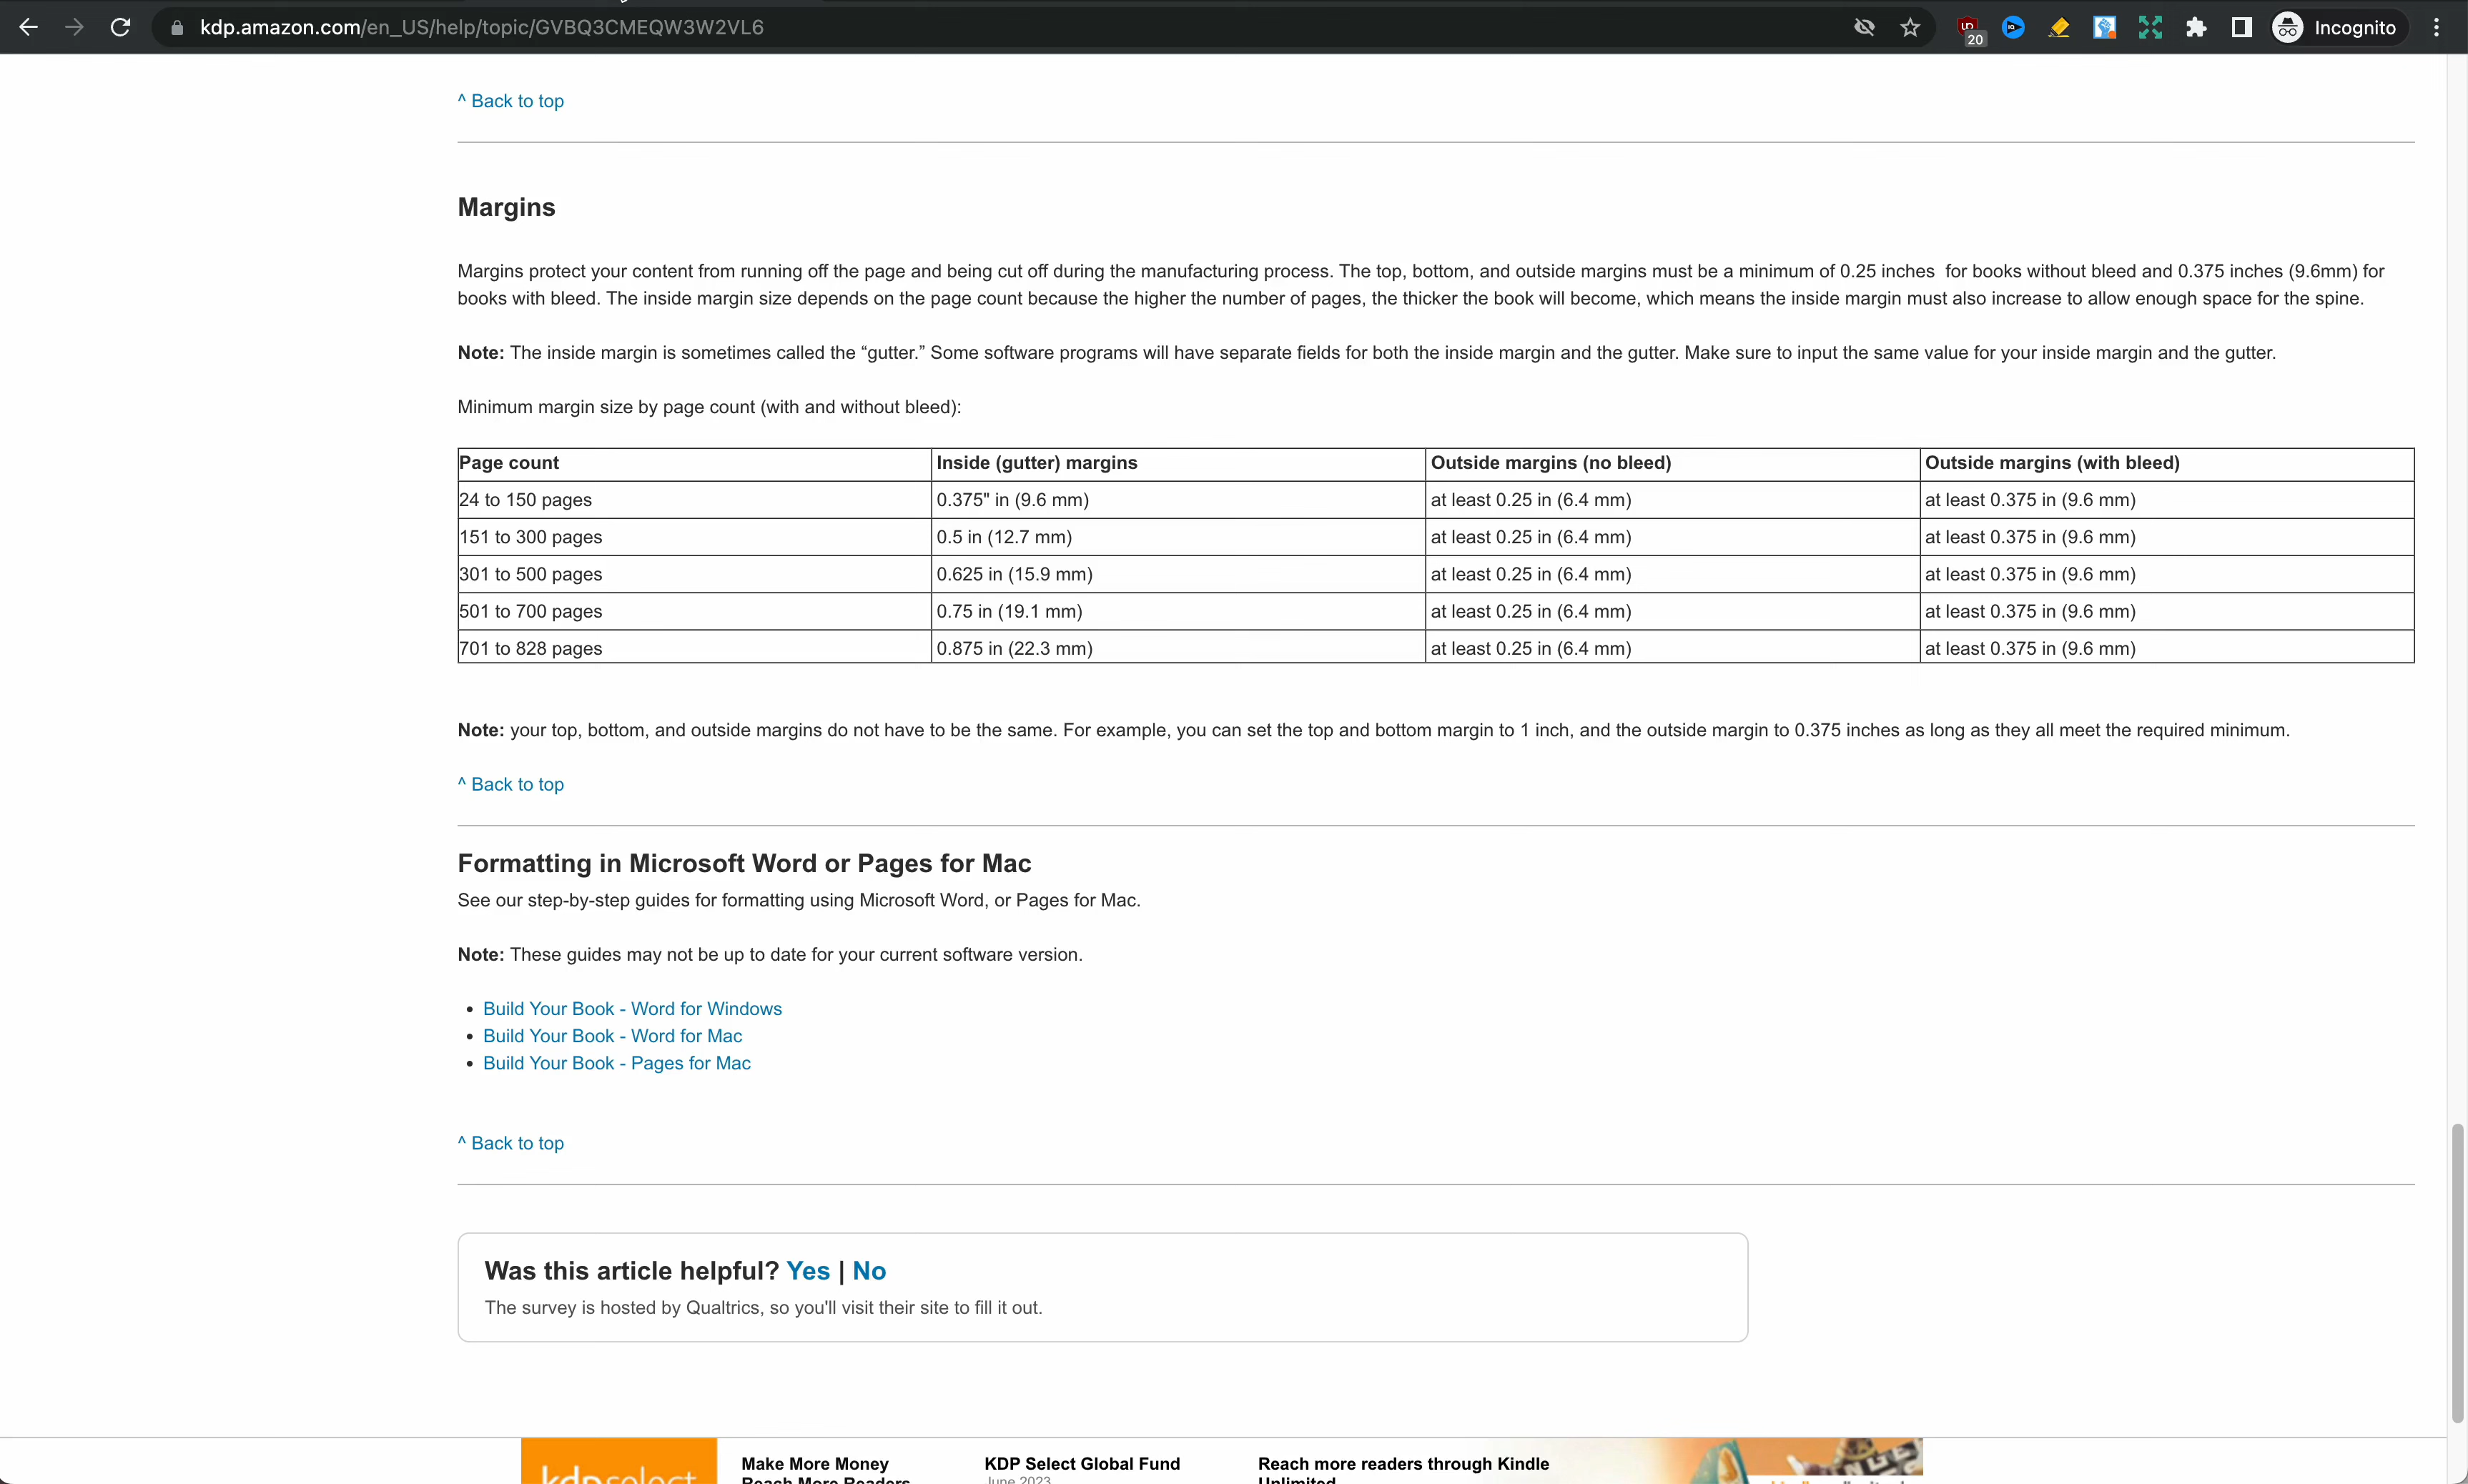 kdp.amazon.com/en_US/help/topic/GVBQ3CMEQW3W2VL6
20
Incognito
^ Back to top
Margins
Margins protect your content from running off the page and being cut off during the manufacturing process. The top, bottom, and outside margins must be a minimum of 0.25 inches  for books without bleed and 0.375 inches (9.6mm) for
books with bleed. The inside margin size depends on the page count because the higher the number of pages, the thicker the book will become, which means the inside margin must also increase to allow enough space for the spine.
Note: The inside margin is sometimes called the “gutter.” Some software programs will have separate fields for both the inside margin and the gutter. Make sure to input the same value for your inside margin and the gutter.
Minimum margin size by page count (with and without bleed):
Page count Inside (gutter) margins Outside margins (no bleed) Outside margins (with bleed)
24 to 150 pages 0.375" in (9.6 mm) at least 0.25 in (6.4 mm) at least 0.375 in (9.6 mm)
151 to 300 pages 0.5 in (12.7 mm) at least 0.25 in (6.4 mm) at least 0.375 in (9.6 mm)
301 to 500 pages 0.625 in (15.9 mm) at least 0.25 in (6.4 mm) at least 0.375 in (9.6 mm)
501 to 700 pages 0.75 in (19.1 mm) at least 0.25 in (6.4 mm) at least 0.375 in (9.6 mm)
701 to 828 pages 0.875 in (22.3 mm) at least 0.25 in (6.4 mm) at least 0.375 in (9.6 mm)
Note: your top, bottom, and outside margins do not have to be the same. For example, you can set the top and bottom margin to 1 inch, and the outside margin to 0.375 inches as long as they all meet the required minimum.
^ Back to top
Formatting in Microsoft Word or Pages for Mac
See our step-by-step guides for formatting using Microsoft Word, or Pages for Mac.
Note: These guides may not be up to date for your current software version.
• Build Your Book - Word for Windows
• Build Your Book - Word for Mac
• Build Your Book - Pages for Mac
^ Back to top
Was this article helpful? Yes | No
The survey is hosted by Qualtrics, so you'll visit their site to fill it out.
kdp select
Make More Money
Reach More Readers
KDP Select Global Fund
June 2023
Reach more readers through Kindle
Unlimited